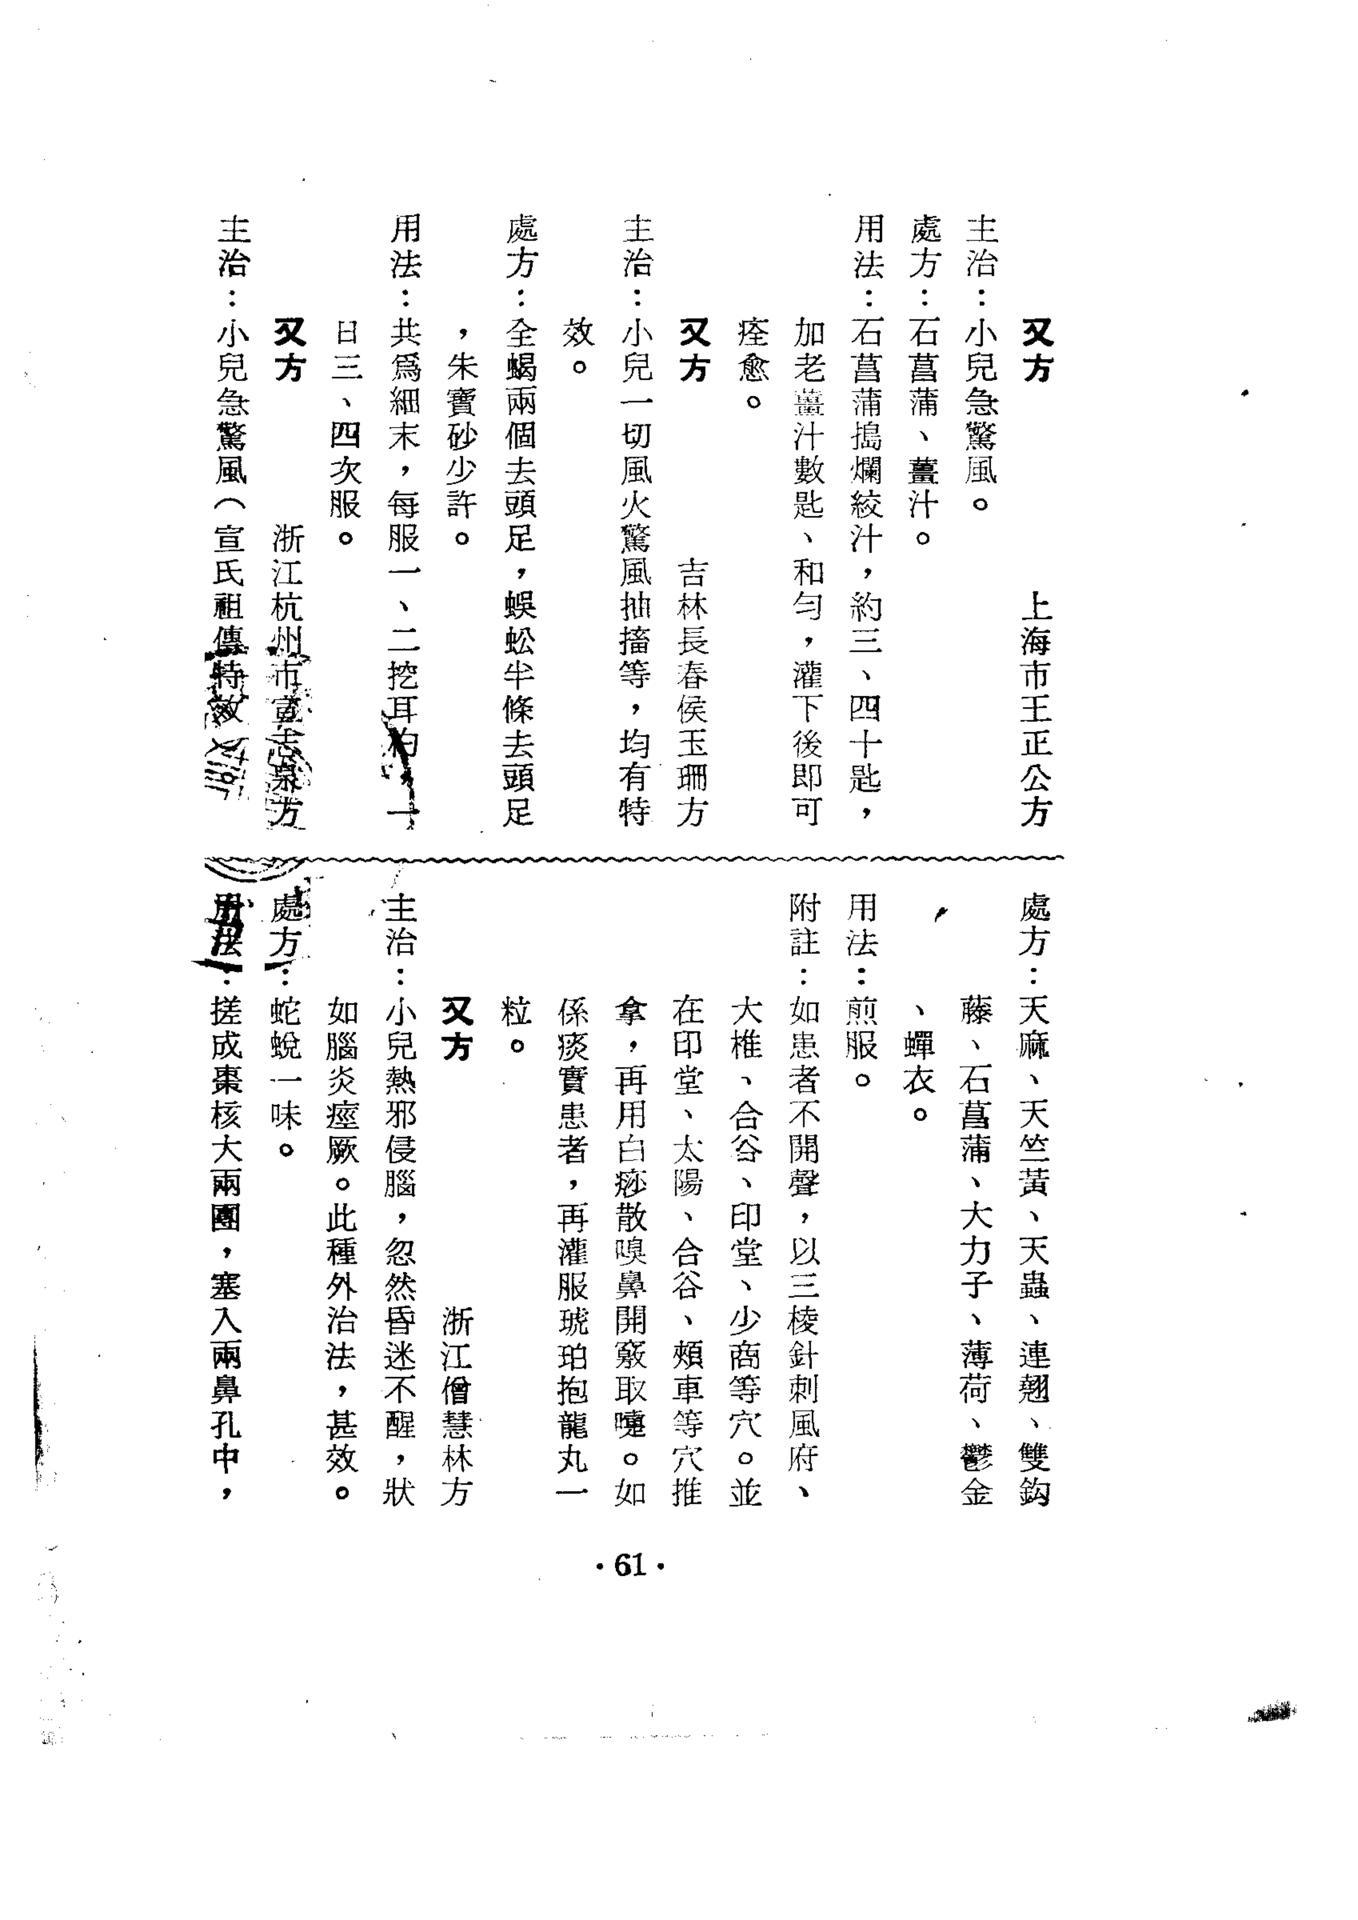 又方　上海市王正公方
主治：小兒急驚風。
處方：石菖蒲、薑汁。
用法：石菖蒲搗爛絞汁，約三、四十匙，
加老薑汁數匙、和匀，灌下後即可
痊愈。
又方　吉林長春侯玉珊方
主治：小兒一切風火驚風抽搐等，均有特
效。
處方：全蝎兩個去頭足，蜈蚣半條去頭足
，朱寶砂少許。
用法：共爲細末，每服一、二挖耳杓，一
日三、四次服。
又方　浙江杭州市宣志泉方
主治：小兒急驚風（宣氏祖傳特效
處方：天麻、天竺黃、天蟲、連翹、雙鈎
藤、石菖蒲、大力子、薄荷、鬱金
、蟬衣。
用法：煎服。
附註：如患者不開聲，以三棱針刺風府、
大椎、合谷、印堂、少商等穴。並
在印堂、太陽、合谷、頰車等穴推
拿，再用白痧散嗅鼻開竅取嚏。如
係痰實患者，再灌服琥珀抱龍丸一
粒。
又方　浙江僧慧林方
主治：小兒熱邪侵腦，忽然昏迷不醒，狀
如腦炎痙厥。此種外治法，甚效。
處方：蛇蛻一味。
用法：搓成棗核大兩團，塞入兩鼻孔中，
·61·